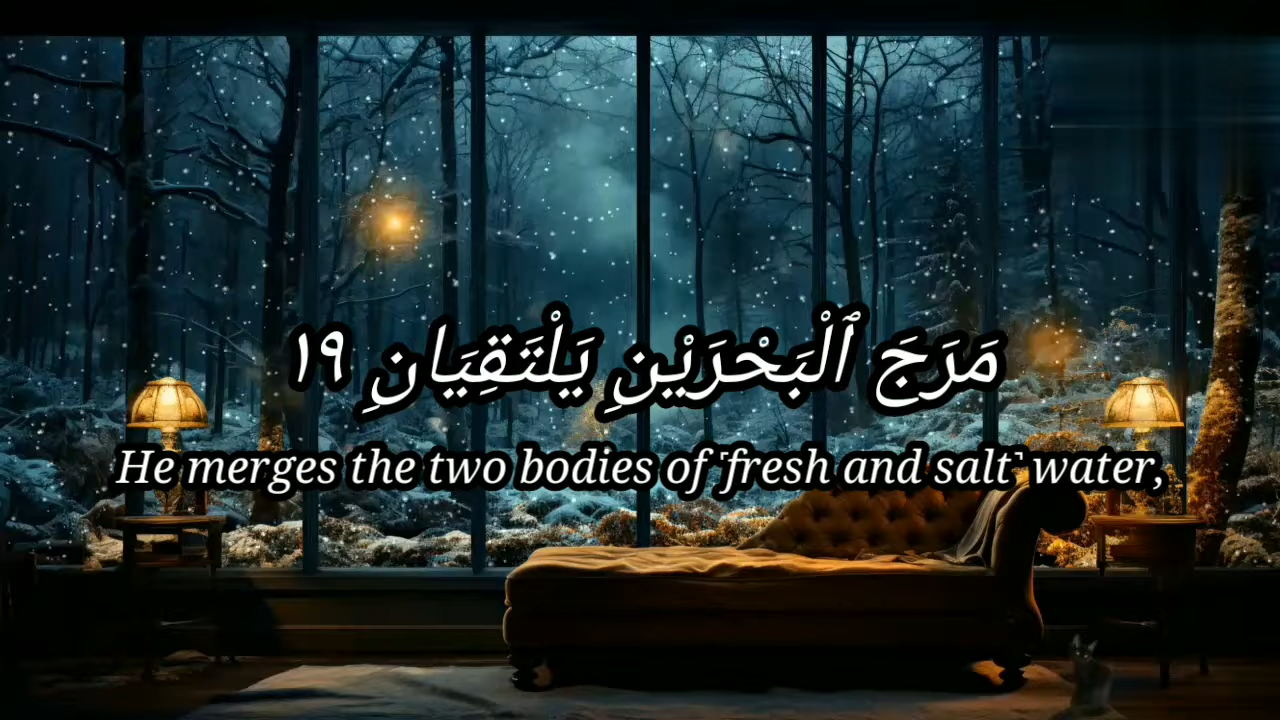 مَرَجَ ٱلْبَحْرَيْنِ يَلْتَقِيَانِ ١٩
He merges the two bodies of ˹fresh and salt˺ water,